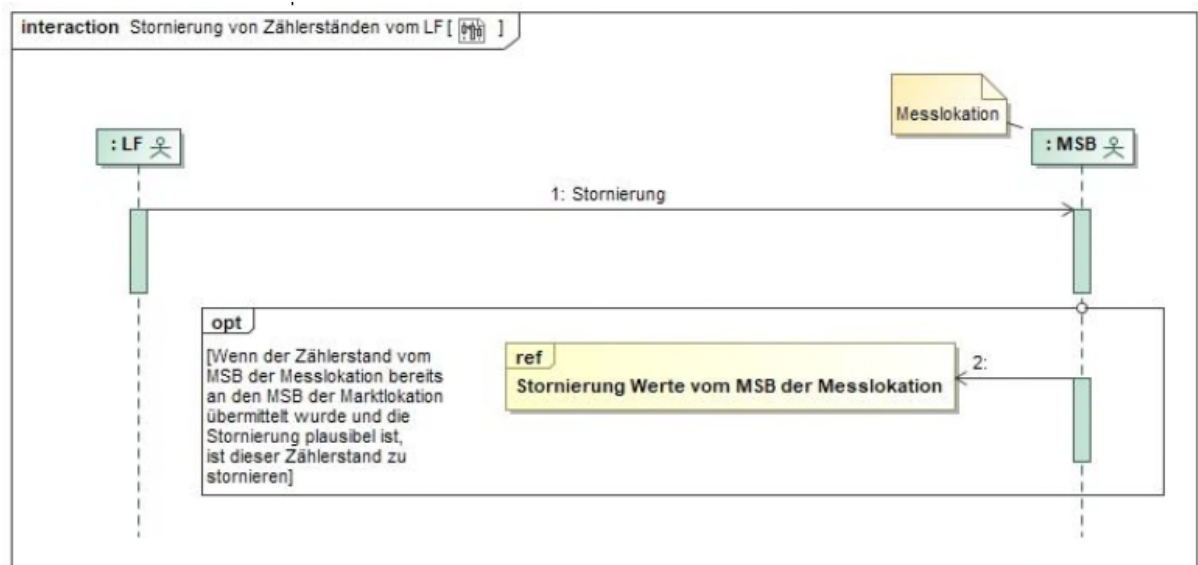 interaction Stornierung von Zählerständen vom LF [ ]
Messlokation
: LF
: MSB
1: Stornierung
opt
[Wenn der Zählerstand vom
MSB der Messlokation bereits
an den MSB der Marktlokation
übermittelt wurde und die
Stornierung plausibel ist,
ist dieser Zählerstand zu
stornieren]
ref
Stornierung Werte vom MSB der Messlokation
2: